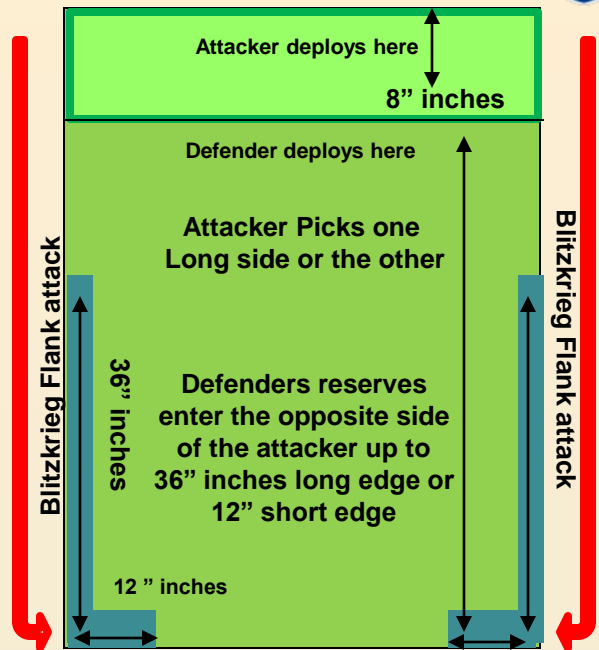 Attacker deploys here
8” inches
Defender deploys here
Attacker Picks one
Long side or the other
Blitzkrieg Flank attack
Blitzkrieg Flank attack
36” inches
Defenders reserves
enter the opposite side
of the attacker up to
36” inches long edge or
12” short edge
12 ” inches